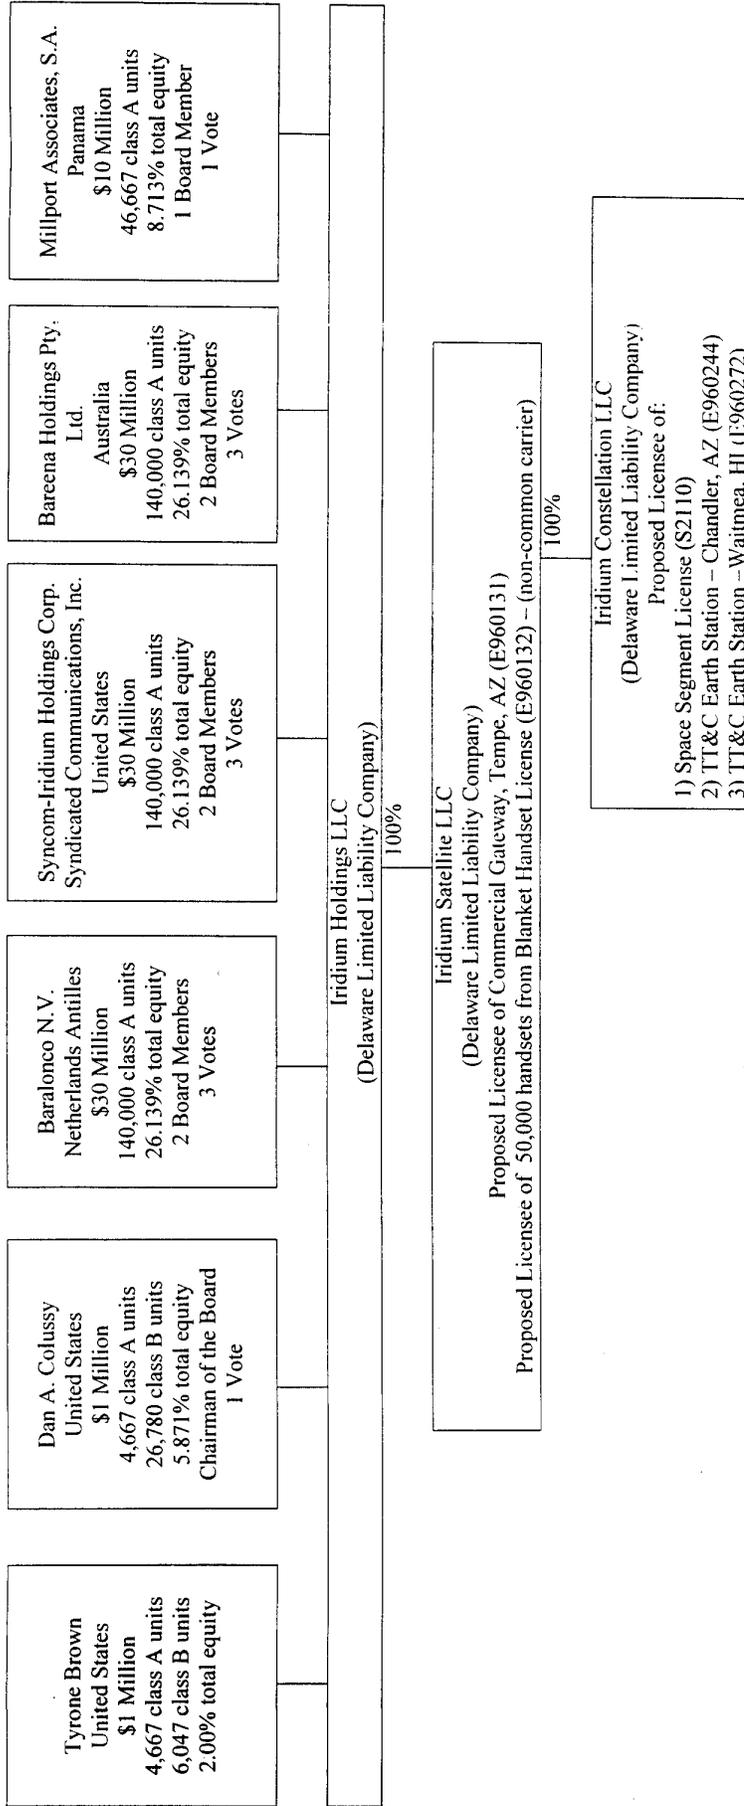 Tyrone Brown
United States
$1 Million
4,667 class A units
6,047 class B units
2.00% total equity
Dan A. Colussy
United States
$1 Million
4,667 class A units
26,780 class B units
5.871% total equity
Chairman of the Board
1 Vote
Baralonco N.V.
Netherlands Antilles
$30 Million
140,000 class A units
26.139% total equity
2 Board Members
3 Votes
Syncom-Iridium Holdings Corp.
Syndicated Communications, Inc.
United States
$30 Million
140,000 class A units
26.139% total equity
2 Board Members
3 Votes
Bareena Holdings Pty.
Ltd.
Australia
$30 Million
140,000 class A units
26.139% total equity
2 Board Members
3 Votes
Millport Associates, S.A.
Panama
$10 Million
46,667 class A units
8.713% total equity
1 Board Member
1 Vote
Iridium Holdings LLC
(Delaware Limited Liability Company)
100%
Iridium Satellite LLC
(Delaware Limited Liability Company)
Proposed Licensee of Commercial Gateway, Tempe, AZ (E960131)
Proposed Licensee of 50,000 handsets from Blanket Handset License (E960132) – (non-common carrier)
100%
Iridium Constellation LLC
(Delaware Limited Liability Company)
Proposed Licensee of:
1) Space Segment License (S2110)
2) TT&C Earth Station – Chandler, AZ (E960244)
3) TT&C Earth Station –Waitmea, HI (E960272)